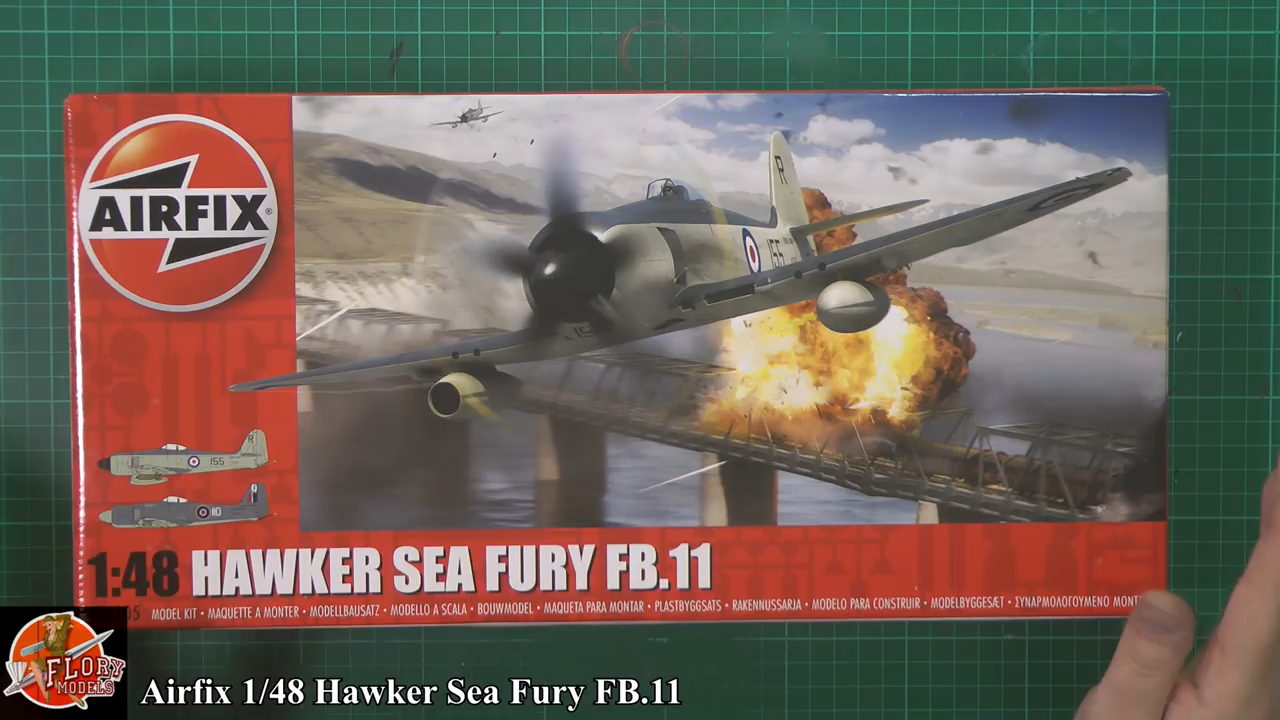 AIRFIX
R
155
R
155
110
1:48 HAWKER SEA FURY FB.11
MODEL KIT • MAQUETTE A MONTER • MODELLBAUSATZ • MODELLO A SCALA • BOUWMODEL • MAQUETA PARA MONTAR • PLASTBYGGSATS • RAKENNUSSARJA • MODELO PARA CONSTRUIR • MODELBYGGESÆT • ΣΥΝΑΡΜΟΛΟΓΟΥΜΕΝΟ
FLORY
MODELS
Airfix 1/48 Hawker Sea Fury FB.11